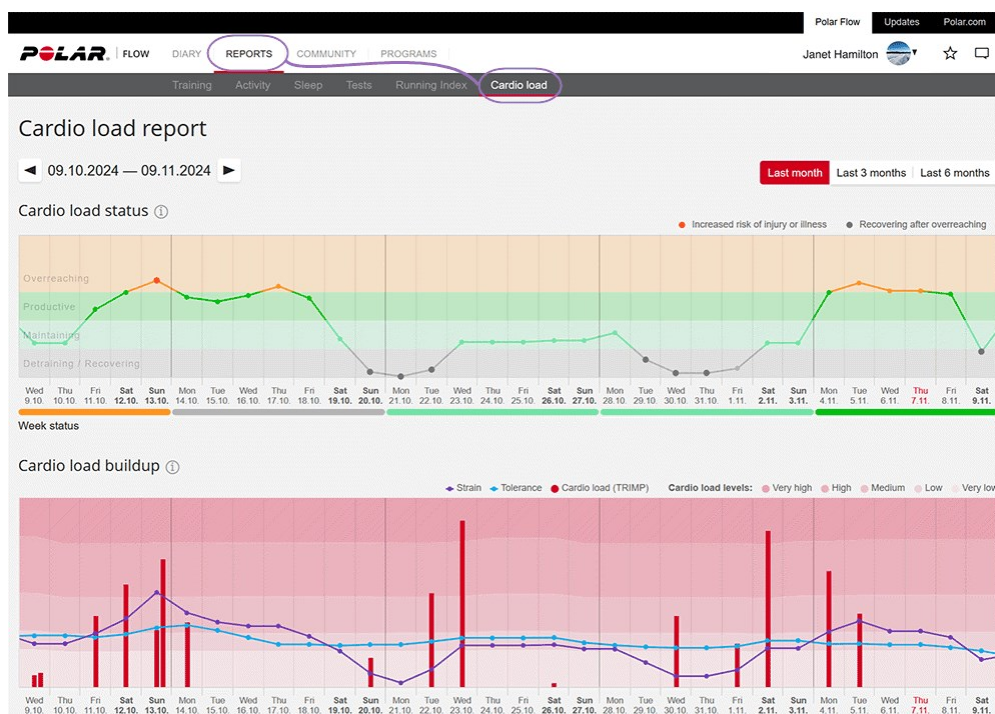 Polar Flow Updates Polar.com
POLAR. FLOW DIARY REPORTS COMMUNITY PROGRAMS Janet Hamilton
Training Activity Sleep Tests Running Index Cardio load
Cardio load report
09.10.2024 — 09.11.2024 Last month Last 3 months Last 6 months
Cardio load status
Increased risk of injury or illness Recovering after overreaching
Overreaching
Productive
Maintaining
Detraining / Recovering
Wed Thu Fri Sat Sun Mon Tue Wed Thu Fri Sat Sun Mon Tue Wed Thu Fri Sat Sun Mon Tue Wed Thu Fri Sat Sun Mon Tue Wed Thu Fri Sat
9.10. 10.10. 11.10. 12.10. 13.10. 14.10. 15.10. 16.10. 17.10. 18.10. 19.10. 20.10. 21.10. 22.10. 23.10. 24.10. 25.10. 26.10. 27.10. 28.10. 29.10. 30.10. 31.10. 1.11. 2.11. 3.11. 4.11. 5.11. 6.11. 7.11. 8.11. 9.11.
Week status
Cardio load buildup
Strain Tolerance Cardio load (TRIMP) Cardio load levels: Very high High Medium Low Very low
Wed Thu Fri Sat Sun Mon Tue Wed Thu Fri Sat Sun Mon Tue Wed Thu Fri Sat Sun Mon Tue Wed Thu Fri Sat Sun Mon Tue Wed Thu Fri Sat
9.10. 10.10. 11.10. 12.10. 13.10. 14.10. 15.10. 16.10. 17.10. 18.10. 19.10. 20.10. 21.10. 22.10. 23.10. 24.10. 25.10. 26.10. 27.10. 28.10. 29.10. 30.10. 31.10. 1.11. 2.11. 3.11. 4.11. 5.11. 6.11. 7.11. 8.11. 9.11.